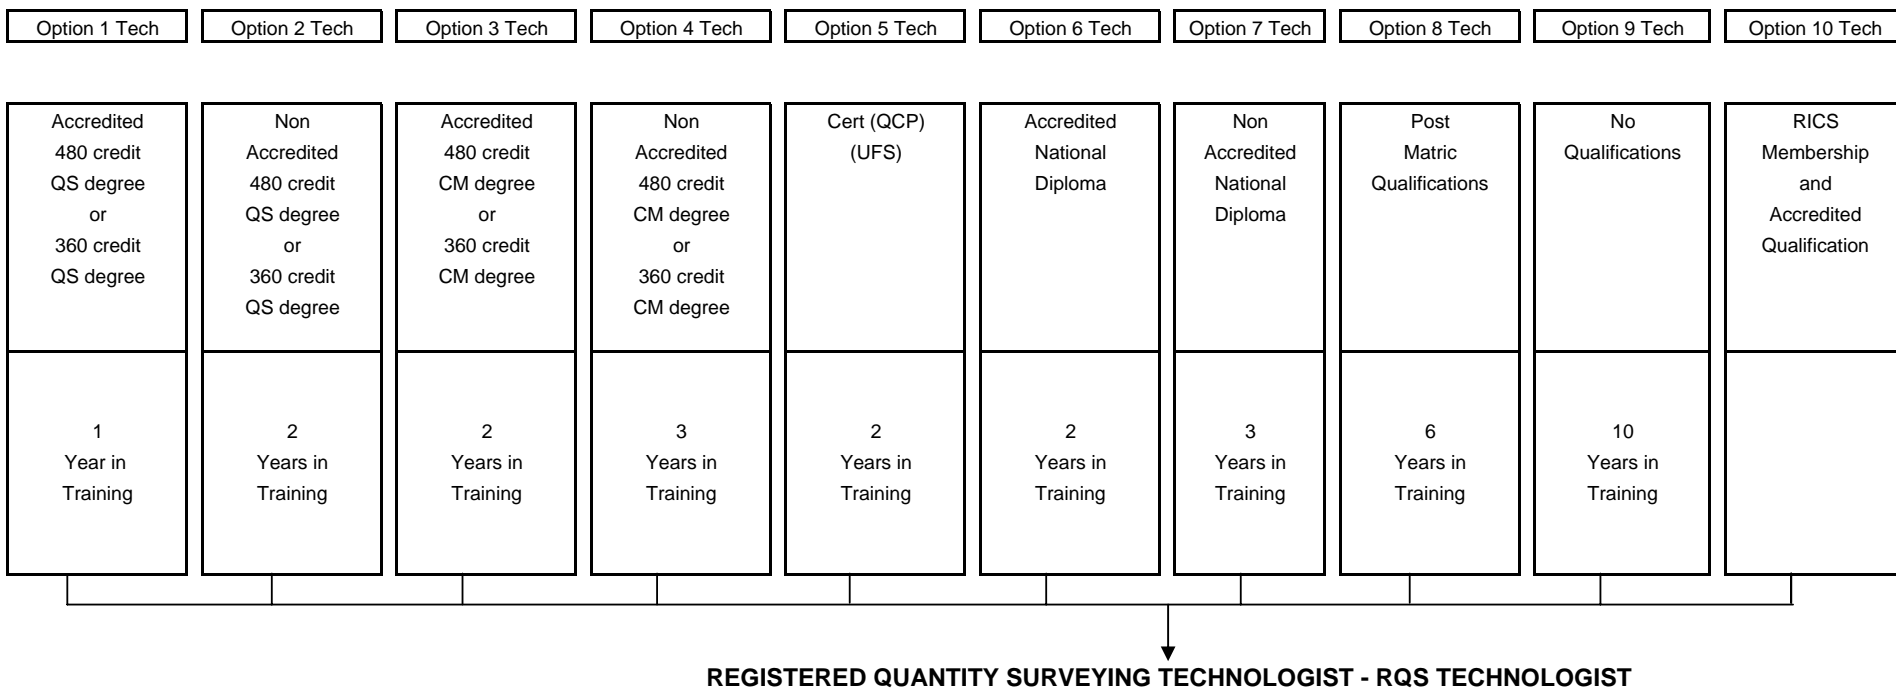 Option 1 Tech
Option 2 Tech
Option 3 Tech
Option 4 Tech
Option 5 Tech
Option 6 Tech
Option 7 Tech
Option 8 Tech
Option 9 Tech
Option 10 Tech
Accredited
480 credit
QS degree
or
360 credit
QS degree
Non
Accredited
480 credit
QS degree
or
360 credit
QS degree
Accredited
480 credit
CM degree
or
360 credit
CM degree
Non
Accredited
480 credit
CM degree
or
360 credit
CM degree
Cert (QCP)
(UFS)
Accredited
National
Diploma
Non
Accredited
National
Diploma
Post
Matric
Qualifications
No
Qualifications
RICS
Membership
and
Accredited
Qualification
1
Year in
Training
2
Years in
Training
2
Years in
Training
3
Years in
Training
2
Years in
Training
2
Years in
Training
3
Years in
Training
6
Years in
Training
10
Years in
Training
REGISTERED QUANTITY SURVEYING TECHNOLOGIST - RQS TECHNOLOGIST